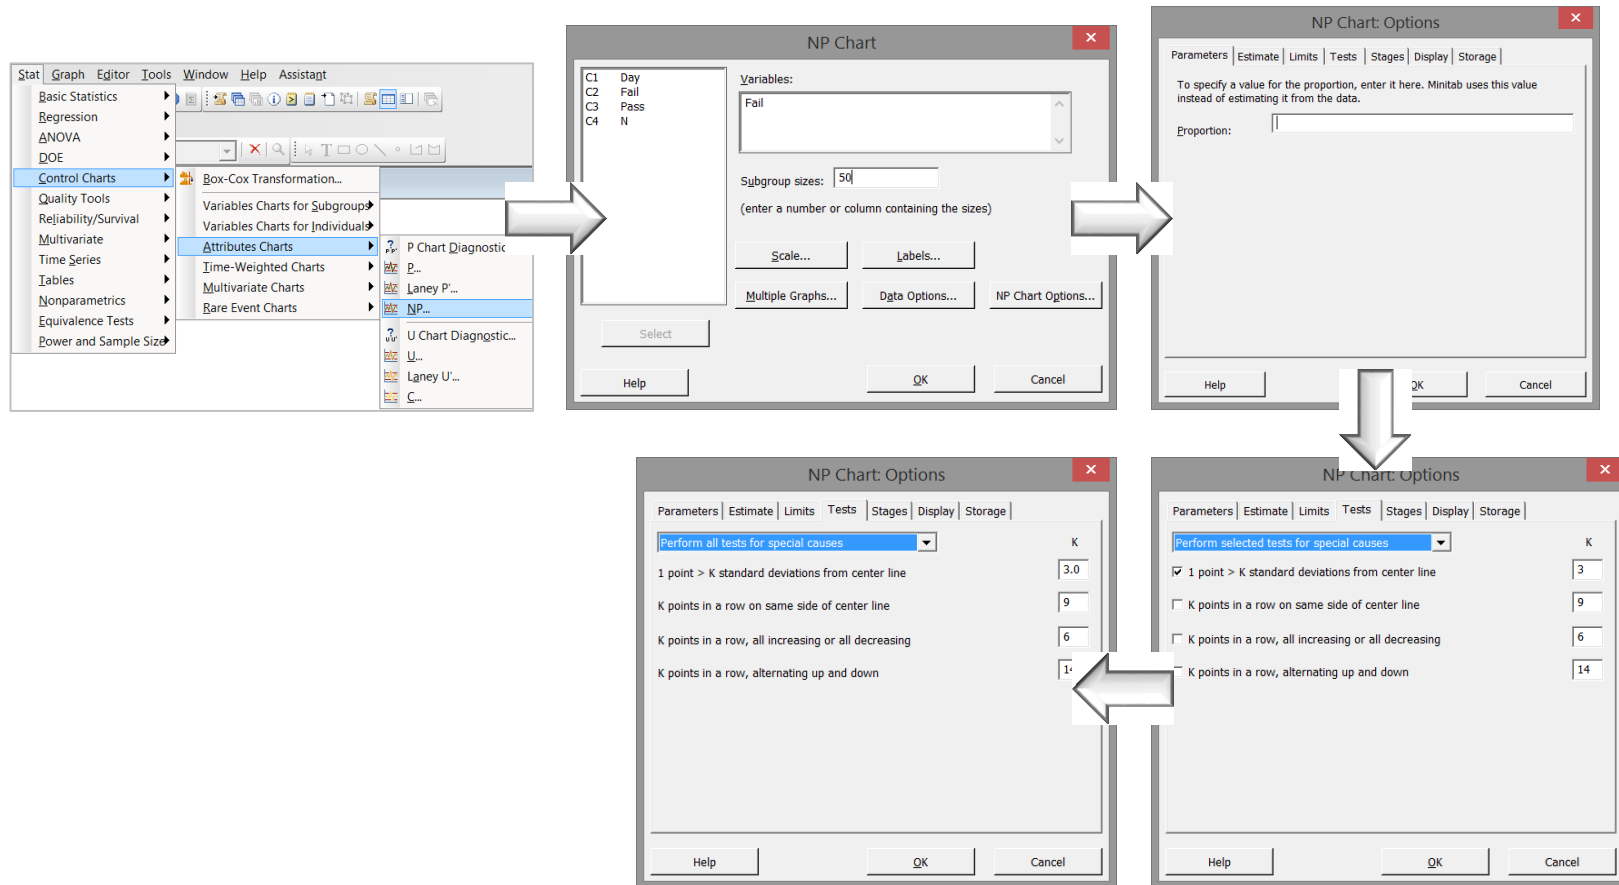 Stat Graph Editor Tools Window Help Assistant
Basic Statistics
Regression
ANOVA
DOE
Control Charts
Quality Tools
Reliability/Survival
Multivariate
Time Series
Tables
Nonparametrics
Equivalence Tests
Power and Sample Size
Box-Cox Transformation...
Variables Charts for Subgroups
Variables Charts for Individuals
Attributes Charts
Time-Weighted Charts
Multivariate Charts
Rare Event Charts
P Chart Diagnostic
P...
Laney P'...
NP...
U Chart Diagnostic...
U...
Laney U'...
C...
NP Chart
C1 Day
C2 Fail
C3 Pass
C4 N
Variables:
Fail
Subgroup sizes: 50
(enter a number or column containing the sizes)
Scale... Labels...
Multiple Graphs... Data Options... NP Chart Options...
Select
Help OK Cancel
NP Chart: Options
Parameters Estimate Limits Tests Stages Display Storage
To specify a value for the proportion, enter it here. Minitab uses this value
instead of estimating it from the data.
Proportion:
Help OK Cancel
NP Chart: Options
Parameters Estimate Limits Tests Stages Display Storage
Perform all tests for special causes K
1 point > K standard deviations from center line 3.0
K points in a row on same side of center line 9
K points in a row, all increasing or all decreasing 6
K points in a row, alternating up and down 14
Help OK Cancel
NP Chart: Options
Parameters Estimate Limits Tests Stages Display Storage
Perform selected tests for special causes K
1 point > K standard deviations from center line 3
K points in a row on same side of center line 9
K points in a row, all increasing or all decreasing 6
K points in a row, alternating up and down 14
Help OK Cancel